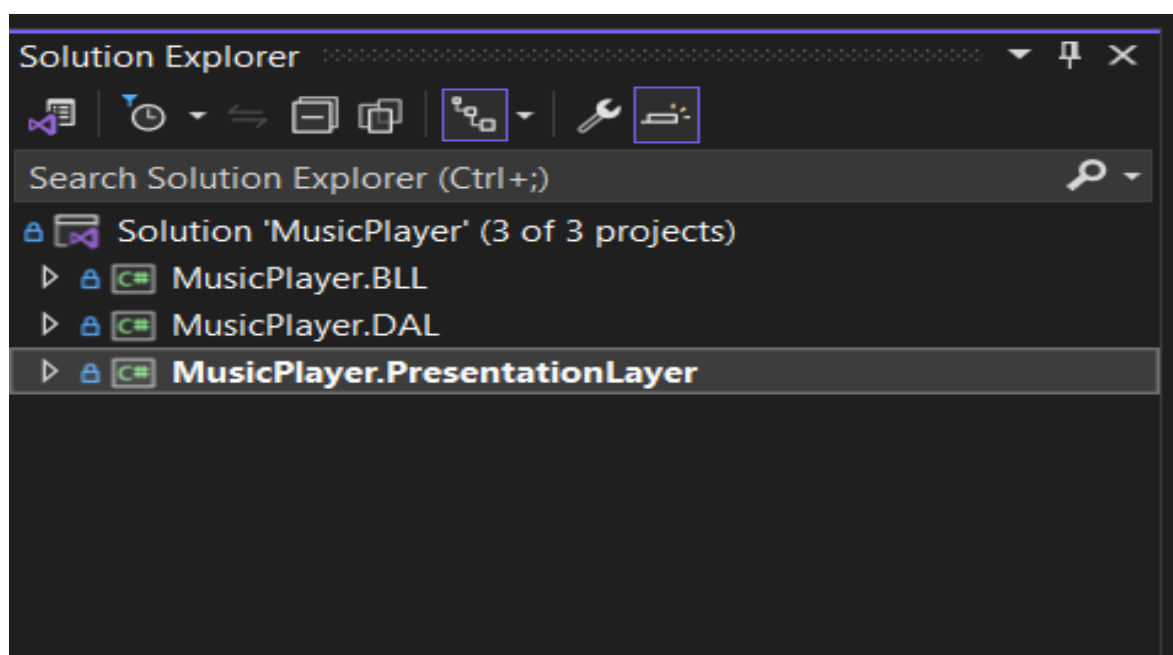 Solution Explorer
Search Solution Explorer (Ctrl+;)
Solution 'MusicPlayer' (3 of 3 projects)
C# MusicPlayer.BLL
C# MusicPlayer.DAL
C# MusicPlayer.PresentationLayer